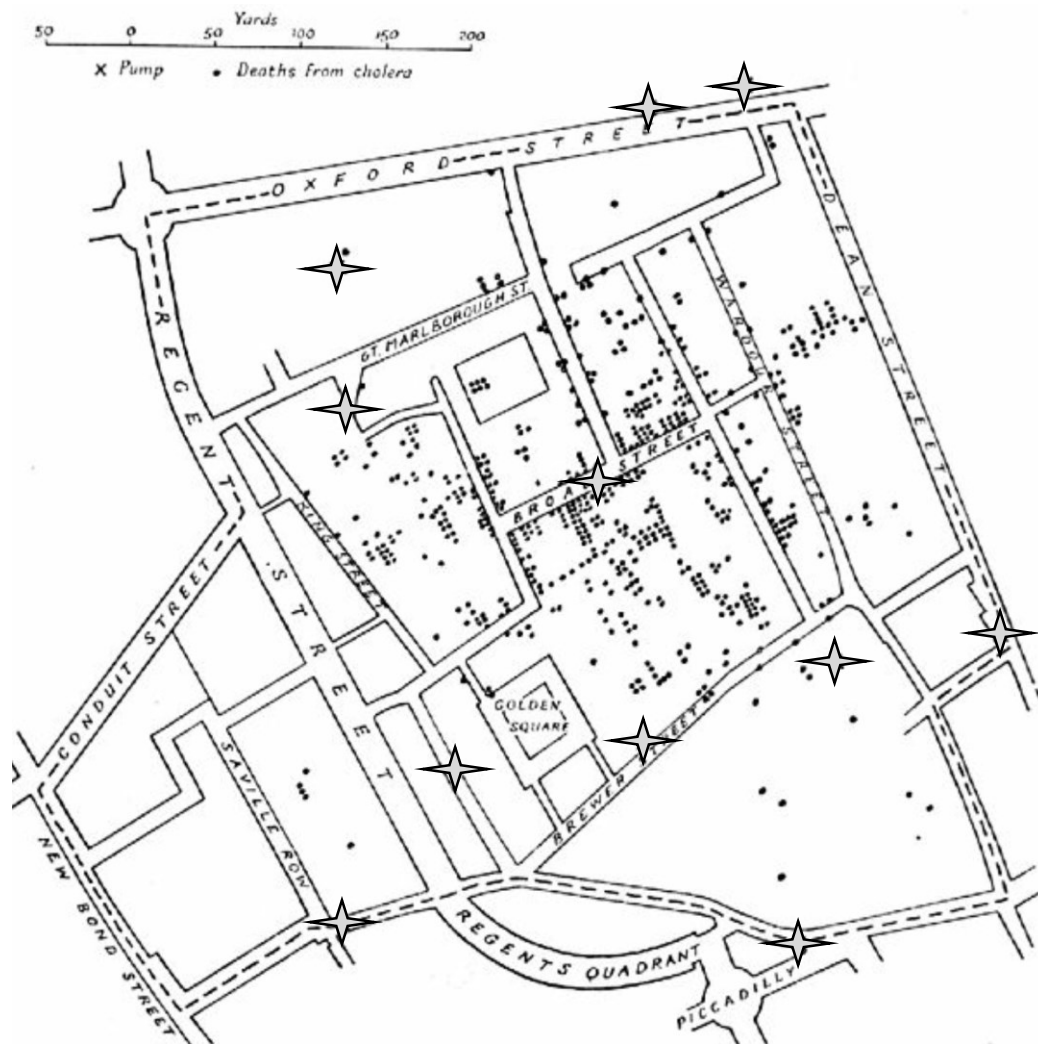 Yards
50 0 50 100 150 200
x Pump • Deaths from cholera
OXFORD STREET
DEAN STREET
REGENT STREET
GT. MARLBOROUGH ST.
WARDOUR STREET
BROAD STREET
KING STREET
CONDUIT STREET
GOLDEN
SQUARE
BREWER STREET
SAVILLE ROW
NEW BOND STREET
REGENTS QUADRANT
PICCADILLY